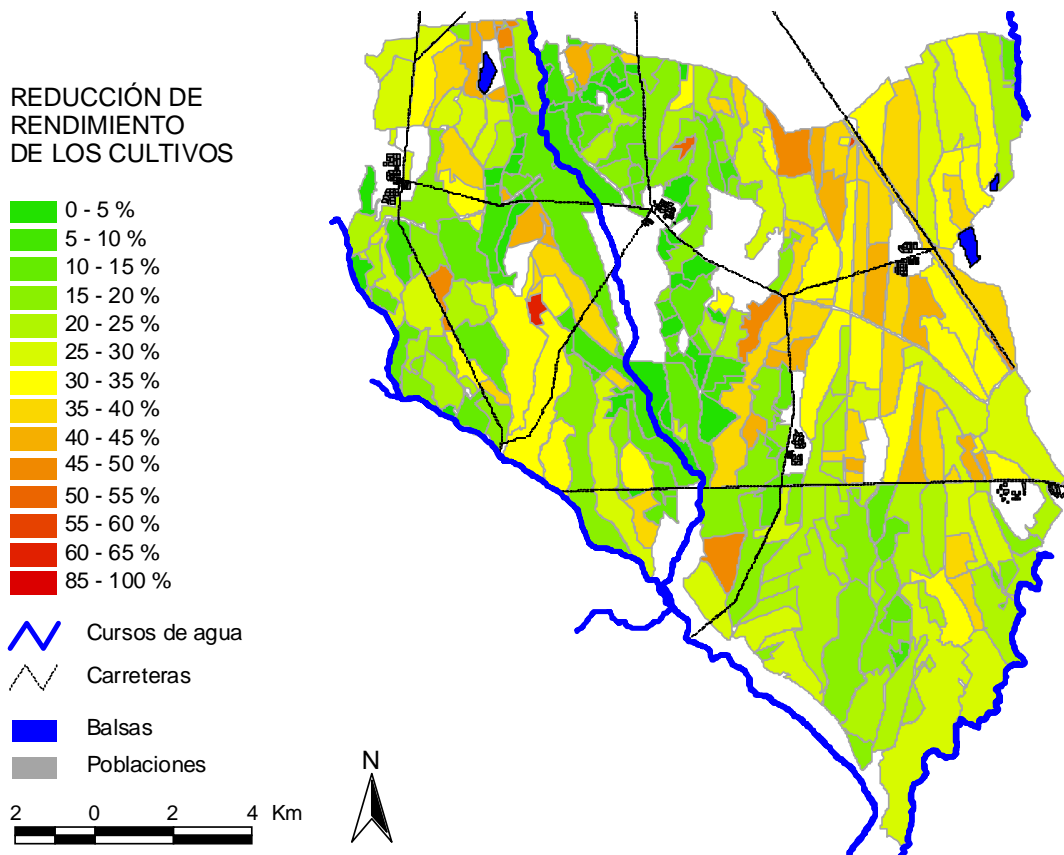 REDUCCIÓN DE
RENDIMIENTO
DE LOS CULTIVOS
0 - 5 %
5 - 10 %
10 - 15 %
15 - 20 %
20 - 25 %
25 - 30 %
30 - 35 %
35 - 40 %
40 - 45 %
45 - 50 %
50 - 55 %
55 - 60 %
60 - 65 %
85 - 100 %
Cursos de agua
Carreteras
Balsas
Poblaciones
2 0 2 4 Km
N